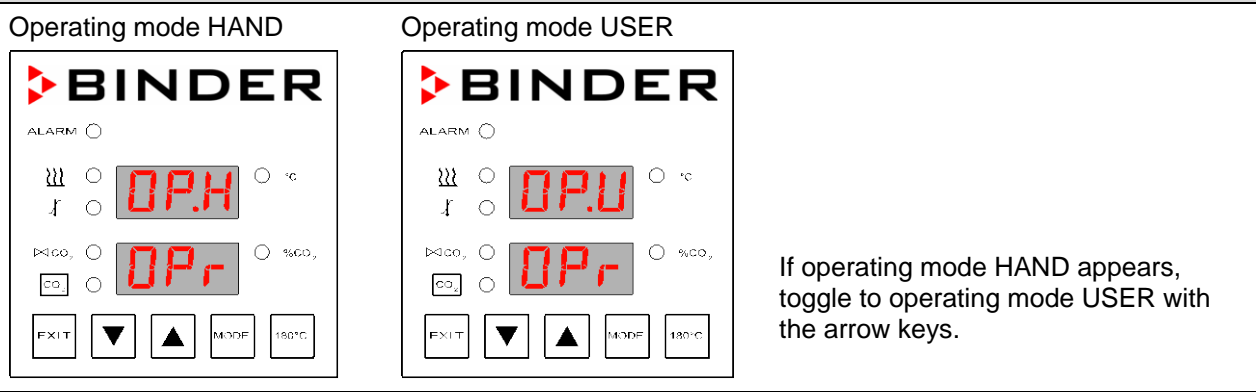 Operating mode HAND
Operating mode USER
BINDER
ALARM
OP.H
°C
OPr
CO2
%CO2
CO2
EXIT
MODE
180°C
BINDER
ALARM
OP.U
°C
CO2
OPr
%CO2
CO2
EXIT
MODE
180°C
If operating mode HAND appears,
toggle to operating mode USER with
the arrow keys.